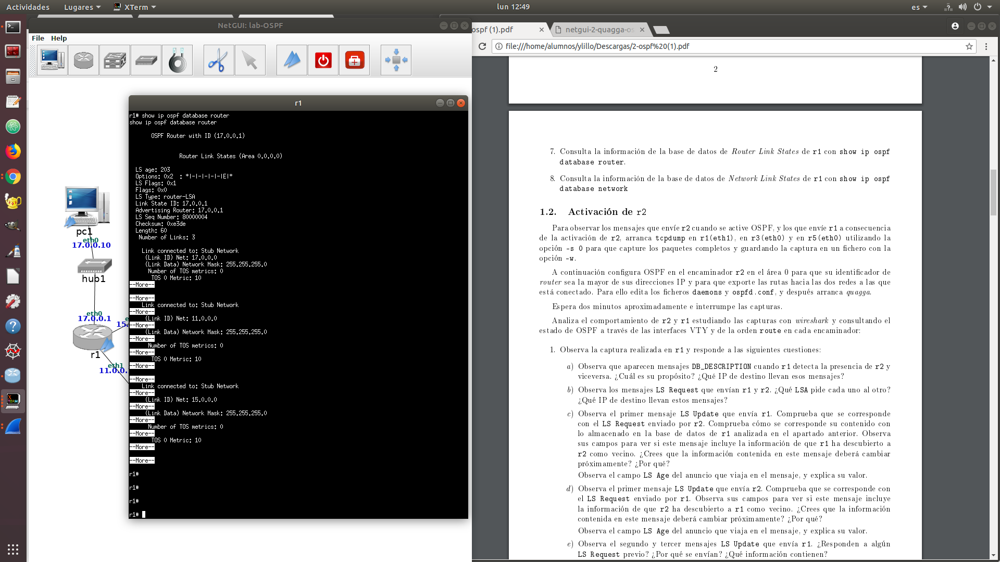 Actividades
Lugares
XTerm
lun 12:49
es
NetGUI: lab-OSPF
File Help
pc1
eth0
17.0.0.10
hub1
eth0
17.0.0.1
15.
r1
eth1
11.0.0.
r1
r1# show ip ospf database router
show ip ospf database router
OSPF Router with ID (17.0.0.1)
Router Link States (Area 0.0.0.0)
LS age: 203
Options: 0x2 : *|-|-|-|-|-|E|*
LS Flags: 0x1
Flags: 0x0
LS Type: router-LSA
Link State ID: 17.0.0.1
Advertising Router: 17.0.0.1
LS Seq Number: 80000004
Checksum: 0xe3de
Length: 60
Number of Links: 3
Link connected to: Stub Network
(Link ID) Net: 17.0.0.0
(Link Data) Network Mask: 255.255.255.0
Number of TOS metrics: 0
TOS 0 Metric: 10
--More--
--More--
Link connected to: Stub Network
--More--
(Link ID) Net: 11.0.0.0
--More--
(Link Data) Network Mask: 255.255.255.0
--More--
Number of TOS metrics: 0
--More--
TOS 0 Metric: 10
--More--
--More--
Link connected to: Stub Network
--More--
(Link ID) Net: 15.0.0.0
--More--
(Link Data) Network Mask: 255.255.255.0
--More--
Number of TOS metrics: 0
--More--
TOS 0 Metric: 10
--More--
--More--
r1#
r1#
r1#
r1#
ospf (1).pdf
netgui-2-quagga-os
file:///home/alumnos/ylillo/Descargas/2-ospf%20(1).pdf
2
7. Consulta la información de la base de datos de Router Link States de r1 con show ip ospf
database router.
8. Consulta la información de la base de datos de Network Link States de r1 con show ip ospf
database network
1.2. Activación de r2
Para observar los mensajes que envíe r2 cuando se active OSPF, y los que envíe r1 a consecuencia
de la activación de r2, arranca tcpdump en r1(eth1), en r3(eth0) y en r5(eth0) utilizando la
opción -s 0 para que capture los paquetes completos y guardando la captura en un fichero con la
opción -w.
A continuación configura OSPF en el encaminador r2 en el área 0 para que su identificador de
router sea la mayor de sus direcciones IP y para que exporte las rutas hacia las dos redes a las que
está conectado. Para ello edita los ficheros daemons y ospfd.conf, y después arranca quagga.
Espera dos minutos aproximadamente e interrumpe las capturas.
Analiza el comportamiento de r2 y r1 estudiando las capturas con wireshark y consultando el
estado de OSPF a través de las interfaces VTY y de la orden route en cada encaminador:
1. Observa la captura realizada en r1 y responde a las siguientes cuestiones:
a) Observa que aparecen mensajes DB_DESCRIPTION cuando r1 detecta la presencia de r2 y
viceversa. ¿Cuál es su propósito? ¿Qué IP de destino llevan esos mensajes?
b) Observa los mensajes LS Request que envían r1 y r2. ¿Qué LSA pide cada uno al otro?
¿Qué IP de destino llevan estos mensajes?
c) Observa el primer mensaje LS Update que envía r1. Comprueba que se corresponde
con el LS Request enviado por r2. Comprueba cómo se corresponde su contenido con
lo almacenado en la base de datos de r1 analizada en el apartado anterior. Observa
sus campos para ver si este mensaje incluye la información de que r1 ha descubierto a
r2 como vecino. ¿Crees que la información contenida en este mensaje deberá cambiar
próximamente? ¿Por qué?
Observa el campo LS Age del anuncio que viaja en el mensaje, y explica su valor.
d) Observa el primer mensaje LS Update que envía r2. Comprueba que se corresponde con
el LS Request enviado por r1. Observa sus campos para ver si este mensaje incluye
la información de que r2 ha descubierto a r1 como vecino. ¿Crees que la información
contenida en este mensaje deberá cambiar próximamente? ¿Por qué?
Observa el campo LS Age del anuncio que viaja en el mensaje, y explica su valor.
e) Observa el segundo y tercer mensajes LS Update que envía r1. ¿Responden a algún
LS Request previo? ¿Por qué se envían? ¿Qué información contienen?